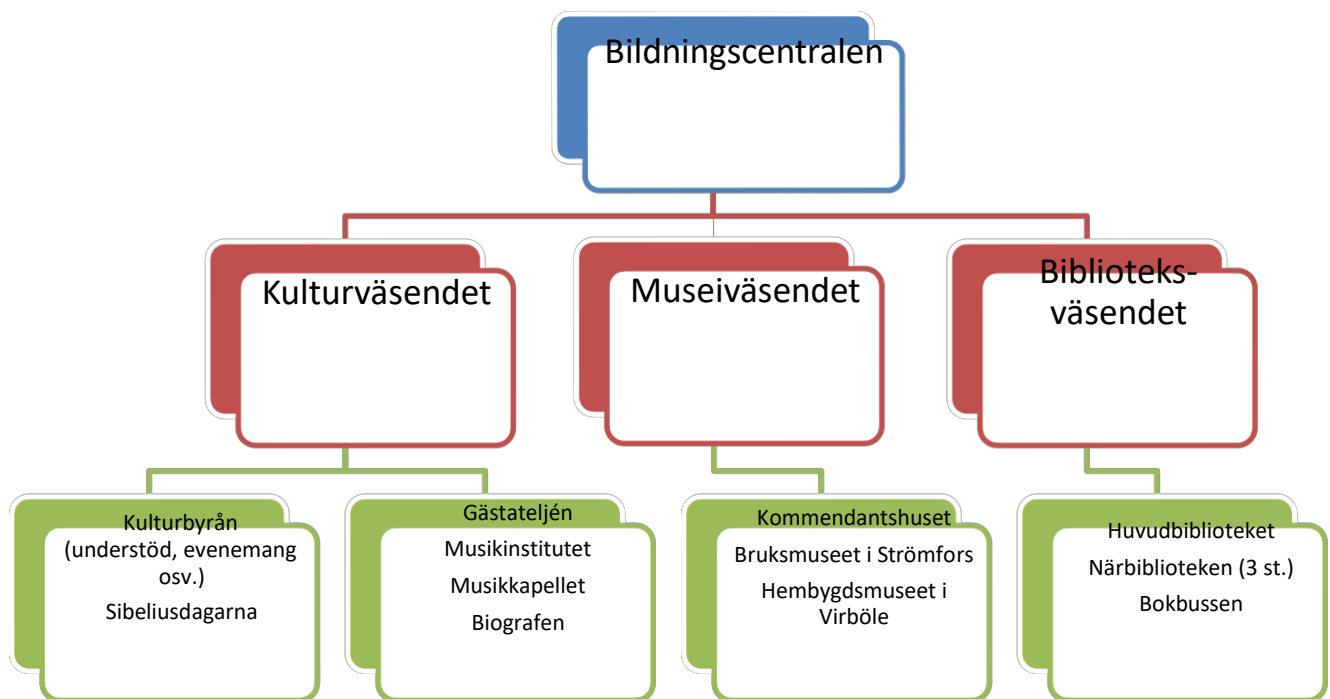 Bildningscentralen
Kulturväsendet
Museiväsendet
Biblioteks-
väsendet
Kulturbyrån
(understöd, evenemang
osv.)
Sibeliusdagarna
Gästateljén
Musikinstitutet
Musikkapellet
Biografen
Kommendantshuset
Bruksmuseet i Strömfors
Hembygdsmuseet i
Virböle
Huvudbiblioteket
Närbiblioteken (3 st.)
Bokbussen